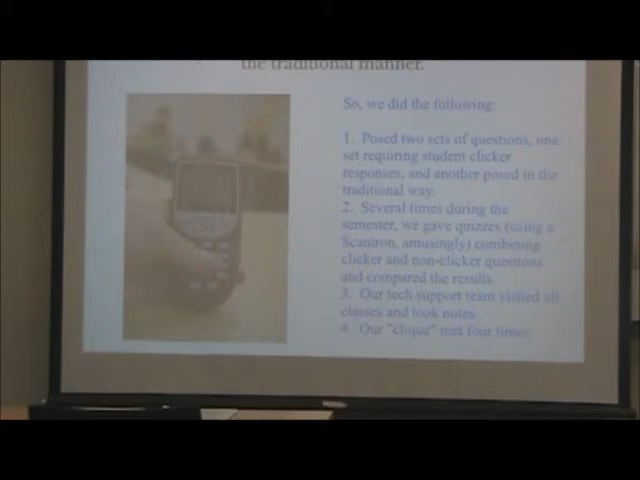 the traditional manner.
So, we did the following:
1. Posed two sets of questions, one
set requiring student clicker
responses, and another posed in the
traditional way.
2. Several times during the
semester, we gave quizzes (using a
Scantron, amusingly) combining
clicker and non-clicker questions
and compared the results.
3. Our tech support team visited all
classes and took notes.
4. Our "clique" met four times